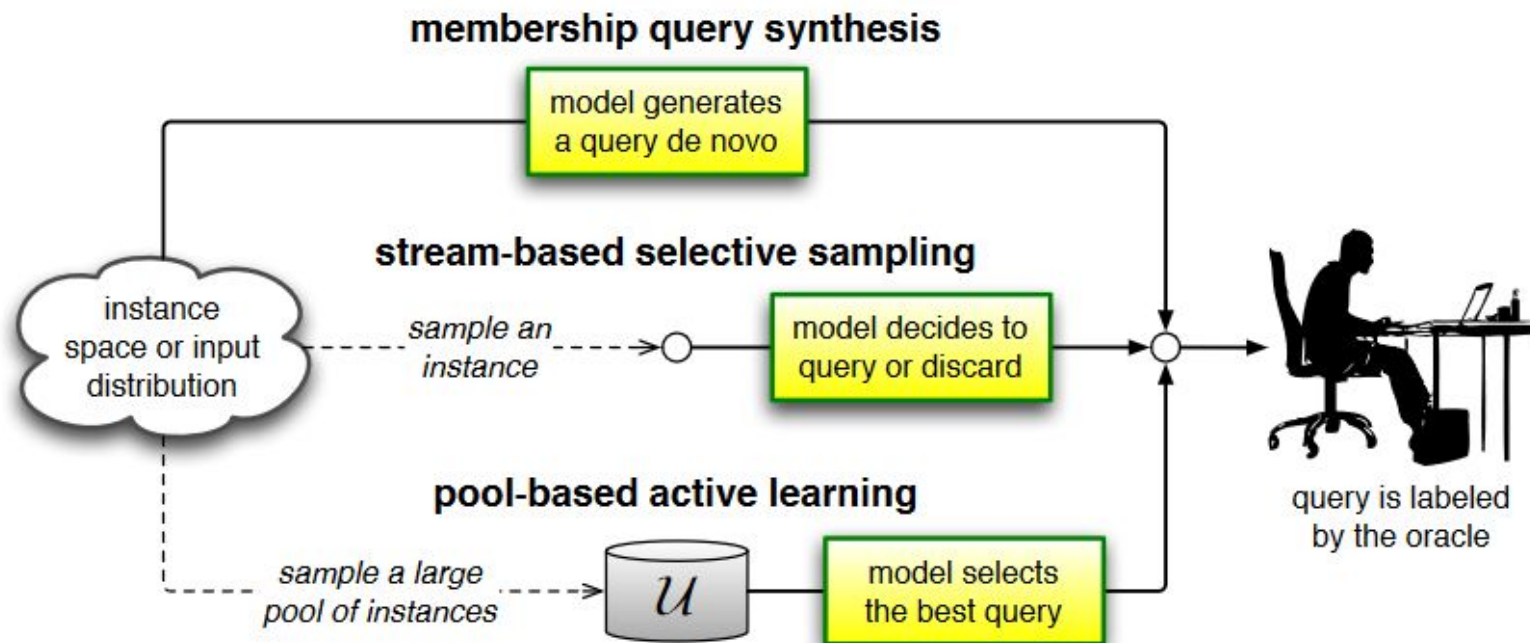 membership query synthesis
model generates
a query de novo
stream-based selective sampling
instance
space or input
distribution
sample an
instance
model decides to
query or discard
pool-based active learning
sample a large
pool of instances
𝒰
model selects
the best query
query is labeled
by the oracle